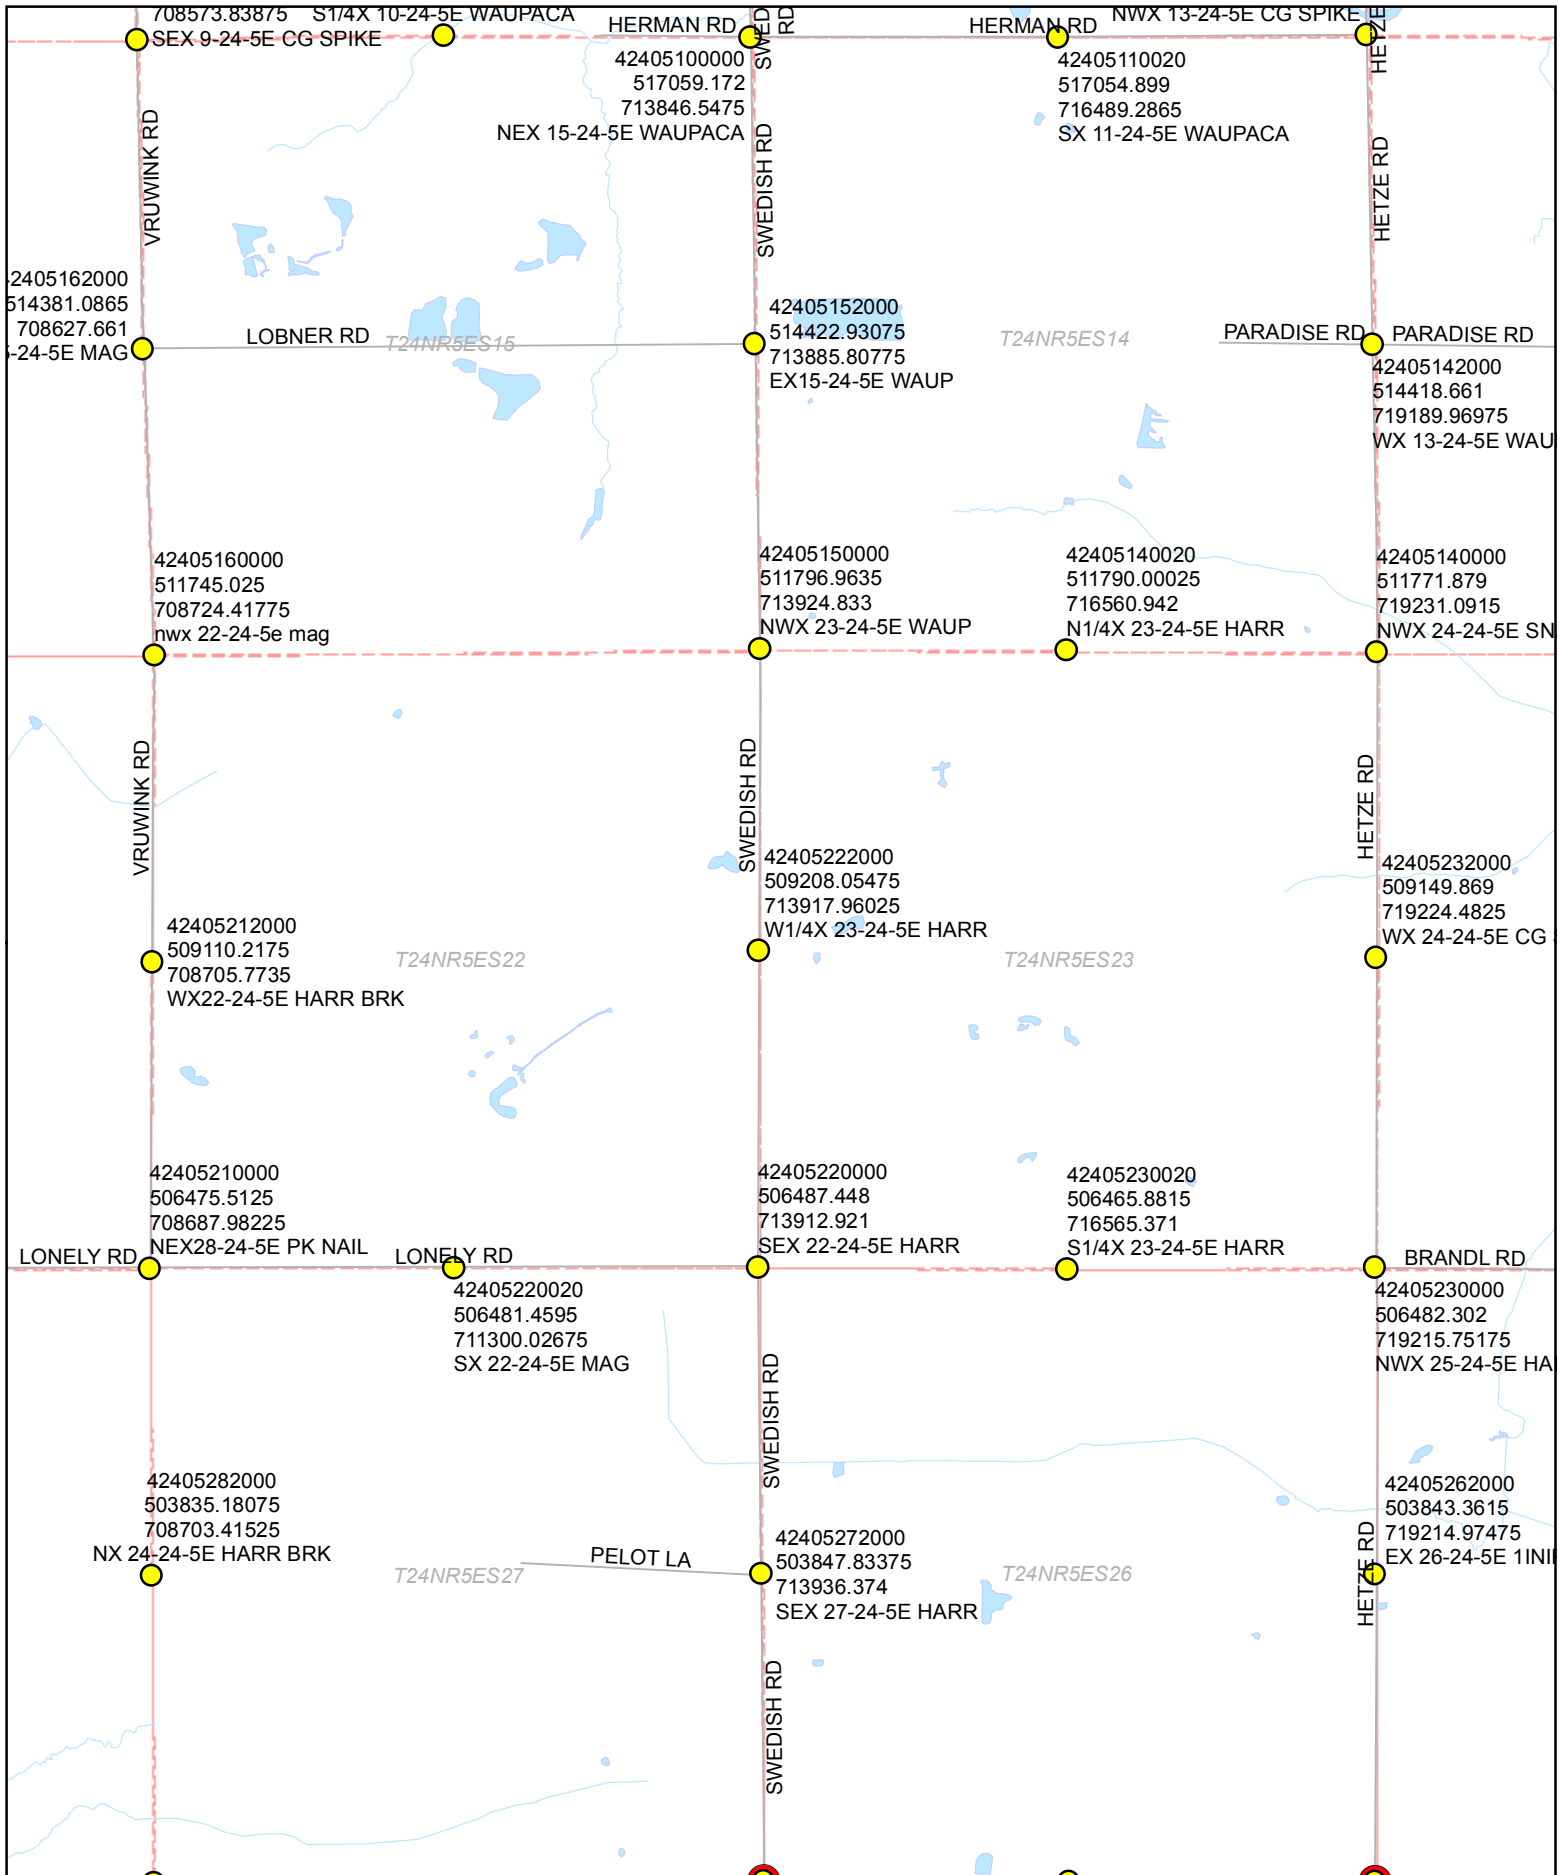 708573.83875
S1/4X 10-24-5E WAUPACA
SEX 9-24-5E CG SPIKE
HERMAN RD
SWED
RD
HERMAN RD
NWX 13-24-5E CG SPIKE
HETZE
42405100000
517059.172
713846.5475
NEX 15-24-5E WAUPACA
42405110020
517054.899
716489.2865
SX 11-24-5E WAUPACA
VRUWINK RD
SWEDISH RD
HETZE RD
2405162000
514381.0865
708627.661
-24-5E MAG
LOBNER RD
T24NR5ES15
42405152000
514422.93075
713885.80775
EX15-24-5E WAUP
T24NR5ES14
PARADISE RD
PARADISE RD
42405142000
514418.661
719189.96975
WX 13-24-5E WAU
42405160000
511745.025
708724.41775
nwx 22-24-5e mag
42405150000
511796.9635
713924.833
NWX 23-24-5E WAUP
42405140020
511790.00025
716560.942
N1/4X 23-24-5E HARR
42405140000
511771.879
719231.0915
NWX 24-24-5E SN
VRUWINK RD
SWEDISH RD
HETZE RD
42405212000
509110.2175
708705.7735
WX22-24-5E HARR BRK
T24NR5ES22
42405222000
509208.05475
713917.96025
W1/4X 23-24-5E HARR
T24NR5ES23
42405232000
509149.869
719224.4825
WX 24-24-5E CG
42405210000
506475.5125
708687.98225
NEX28-24-5E PK NAIL
42405220000
506487.448
713912.921
SEX 22-24-5E HARR
42405230020
506465.8815
716565.371
S1/4X 23-24-5E HARR
LONELY RD
LONELY RD
BRANDL RD
42405220020
506481.4595
711300.02675
SX 22-24-5E MAG
42405230000
506482.302
719215.75175
NWX 25-24-5E HA
SWEDISH RD
42405282000
503835.18075
708703.41525
NX 24-24-5E HARR BRK
T24NR5ES27
PELOT LA
42405272000
503847.83375
713936.374
SEX 27-24-5E HARR
T24NR5ES26
42405262000
503843.3615
719214.97475
EX 26-24-5E 1INI
HETZE RD
SWEDISH RD